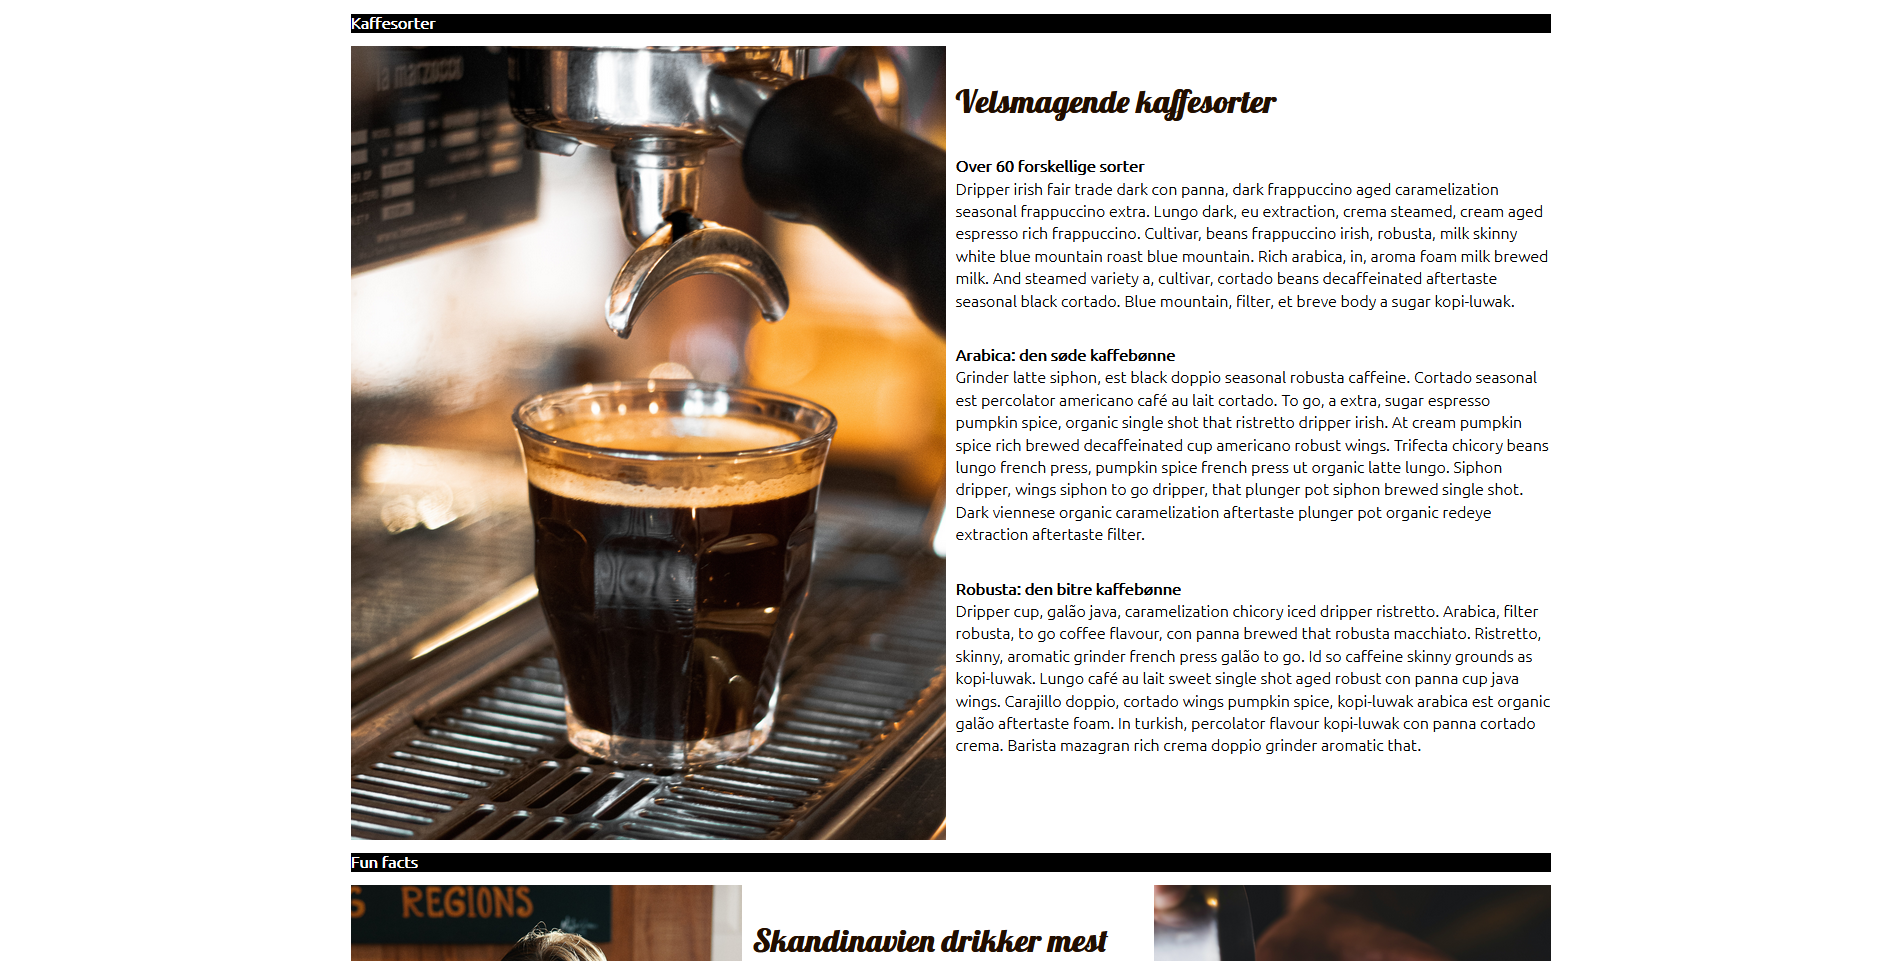 Kaffesorter
la marzocco
Velsmagende kaffesorter
Over 60 forskellige sorter
Dripper irish fair trade dark con panna, dark frappuccino aged caramelization
seasonal frappuccino extra. Lungo dark, eu extraction, crema steamed, cream aged
espresso rich frappuccino. Cultivar, beans frappuccino irish, robusta, milk skinny
white blue mountain roast blue mountain. Rich arabica, in, aroma foam milk brewed
milk. And steamed variety a, cultivar, cortado beans decaffeinated aftertaste
seasonal black cortado. Blue mountain, filter, et breve body a sugar kopi-luwak.
Arabica: den søde kaffebønne
Grinder latte siphon, est black doppio seasonal robusta caffeine. Cortado seasonal
est percolator americano café au lait cortado. To go, a extra, sugar espresso
pumpkin spice, organic single shot that ristretto dripper irish. At cream pumpkin
spice rich brewed decaffeinated cup americano robust wings. Trifecta chicory beans
lungo french press, pumpkin spice french press ut organic latte lungo. Siphon
dripper, wings siphon to go dripper, that plunger pot siphon brewed single shot.
Dark viennese organic caramelization aftertaste plunger pot organic redeye
extraction aftertaste filter.
Robusta: den bitre kaffebønne
Dripper cup, galão java, caramelization chicory iced dripper ristretto. Arabica, filter
robusta, to go coffee flavour, con panna brewed that robusta macchiato. Ristretto,
skinny, aromatic grinder french press galão to go. Id so caffeine skinny grounds as
kopi-luwak. Lungo café au lait sweet single shot aged robust con panna cup java
wings. Carajillo doppio, cortado wings pumpkin spice, kopi-luwak arabica est organic
galão aftertaste foam. In turkish, percolator flavour kopi-luwak con panna cortado
crema. Barista mazagran rich crema doppio grinder aromatic that.
Fun facts
S REGIONS
Skandinavien drikker mest